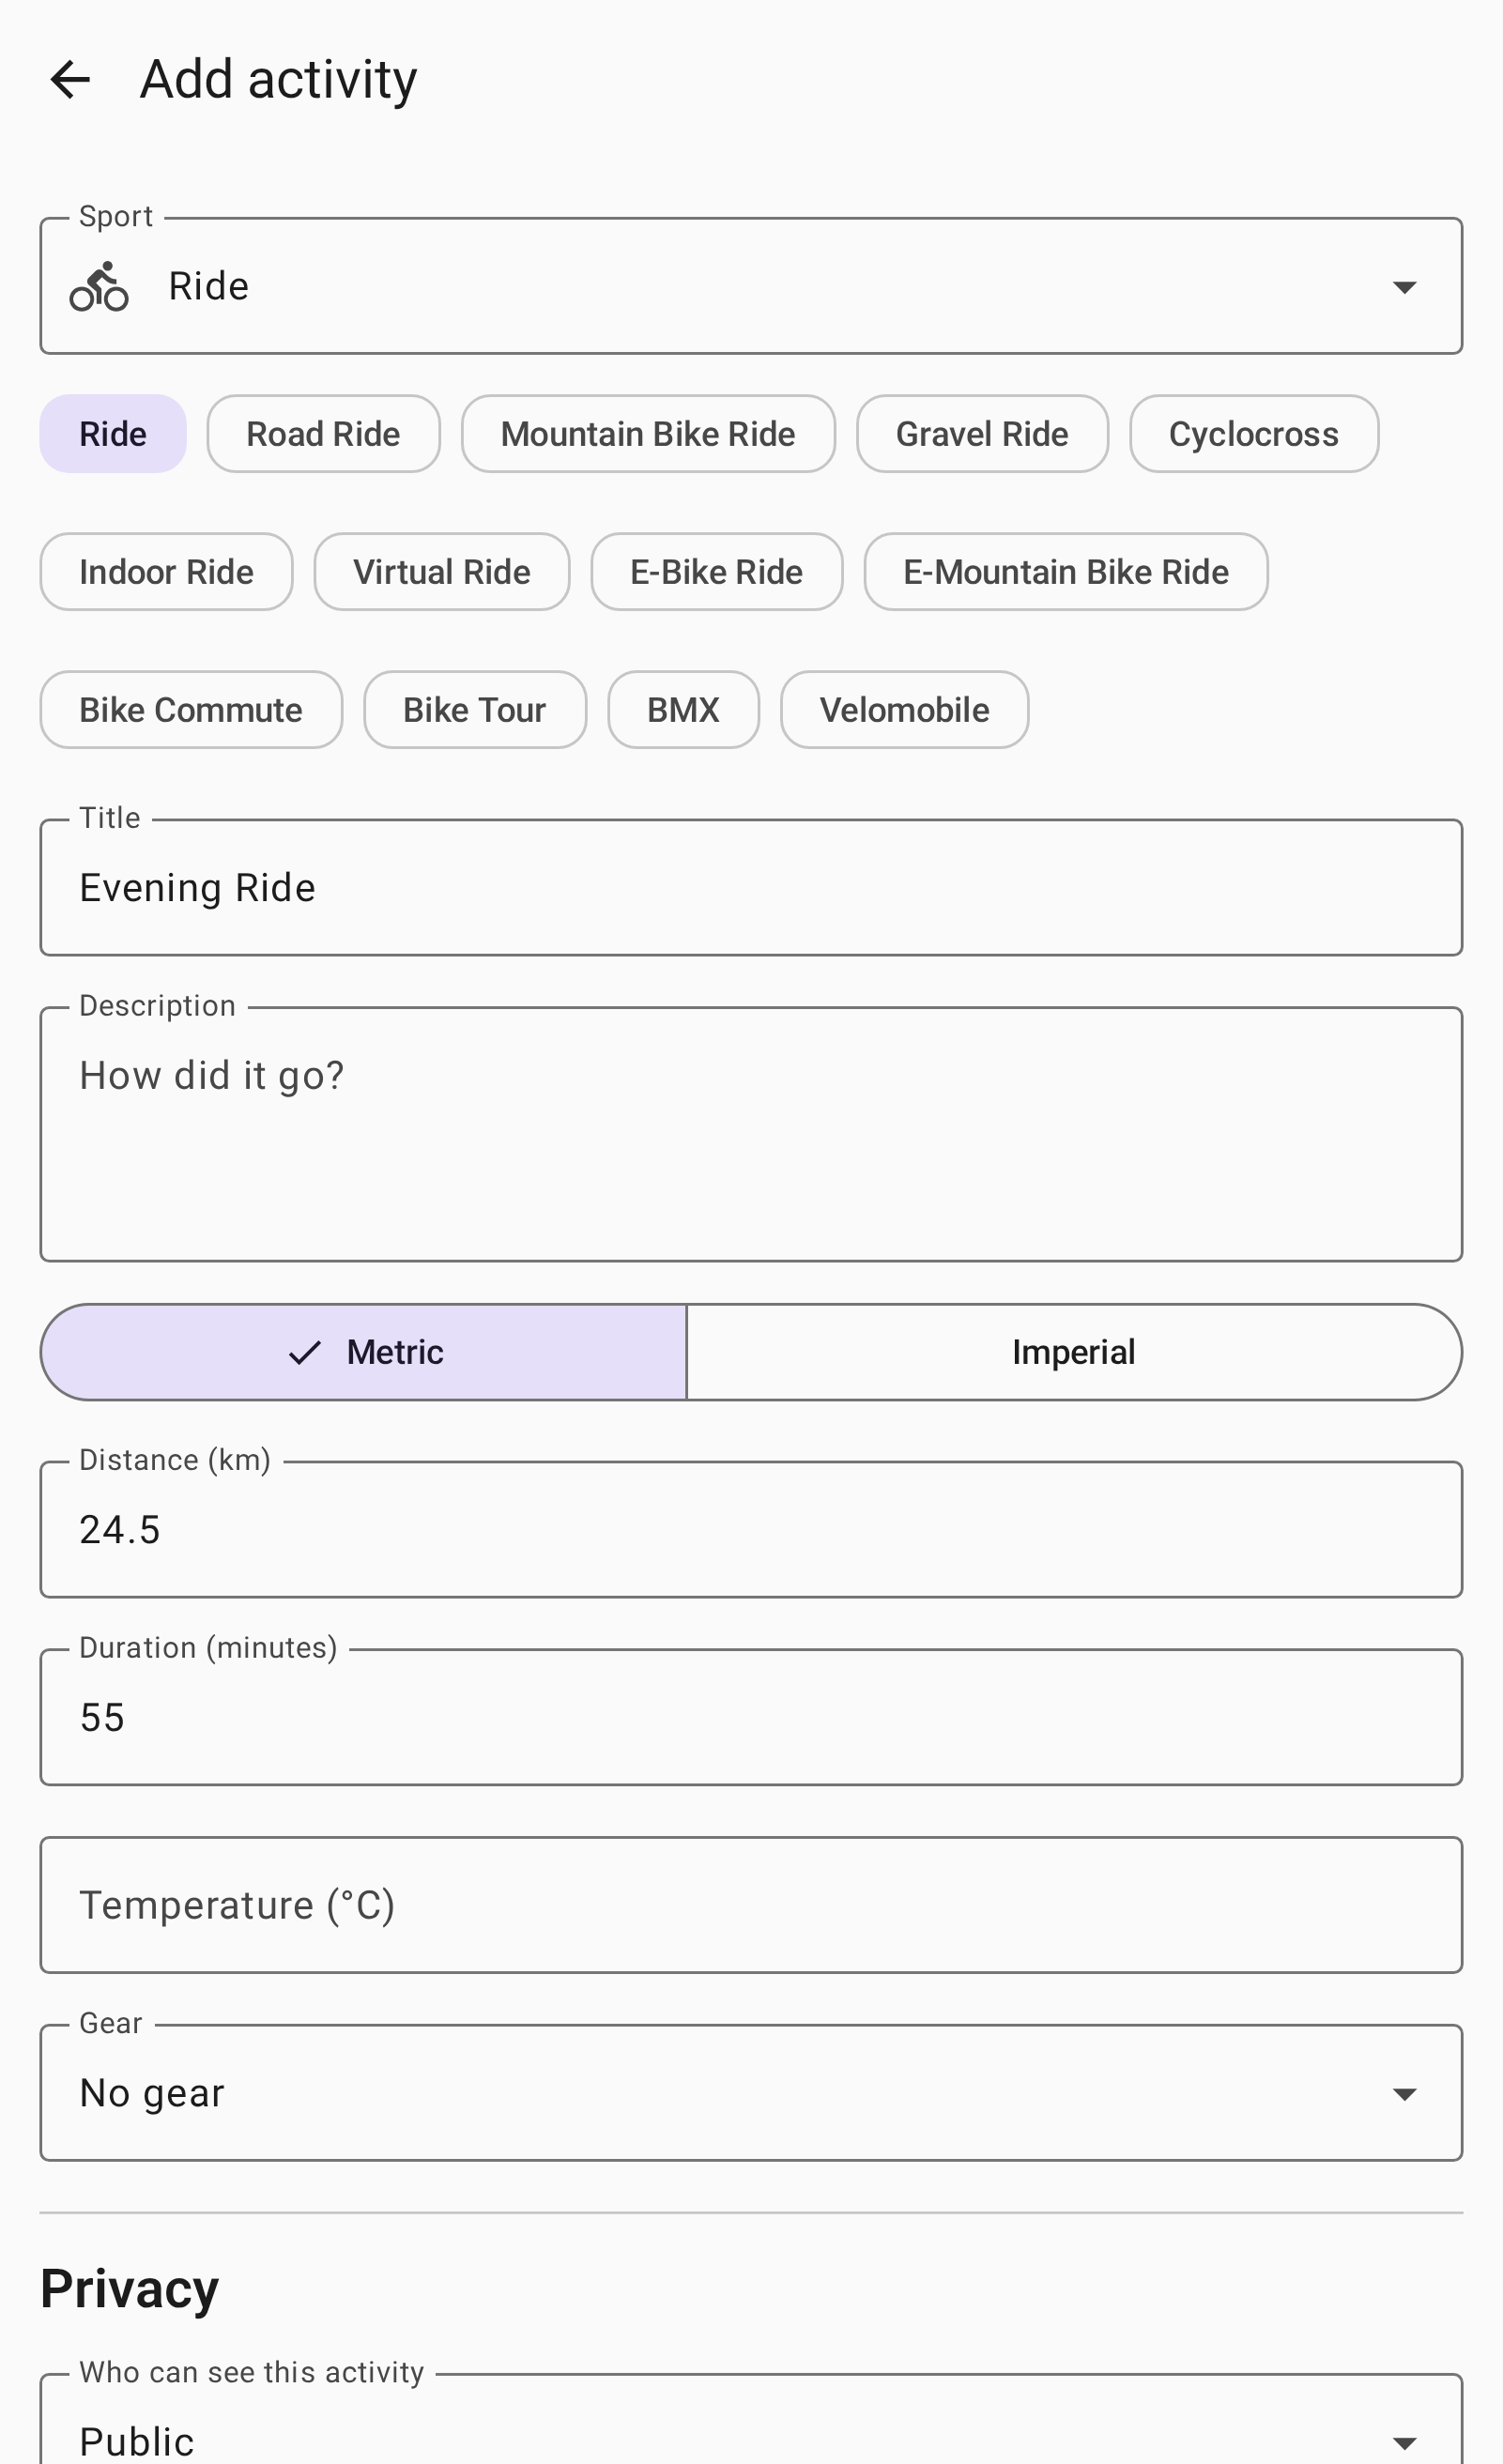 Add activity
Sport
Ride
Ride Road Ride Mountain Bike Ride Gravel Ride Cyclocross
Indoor Ride Virtual Ride E-Bike Ride E-Mountain Bike Ride
Bike Commute Bike Tour BMX Velomobile
Title
Evening Ride
Description
How did it go?
Metric Imperial
Distance (km)
24.5
Duration (minutes)
55
Temperature (°C)
Gear
No gear
Privacy
Who can see this activity
Public